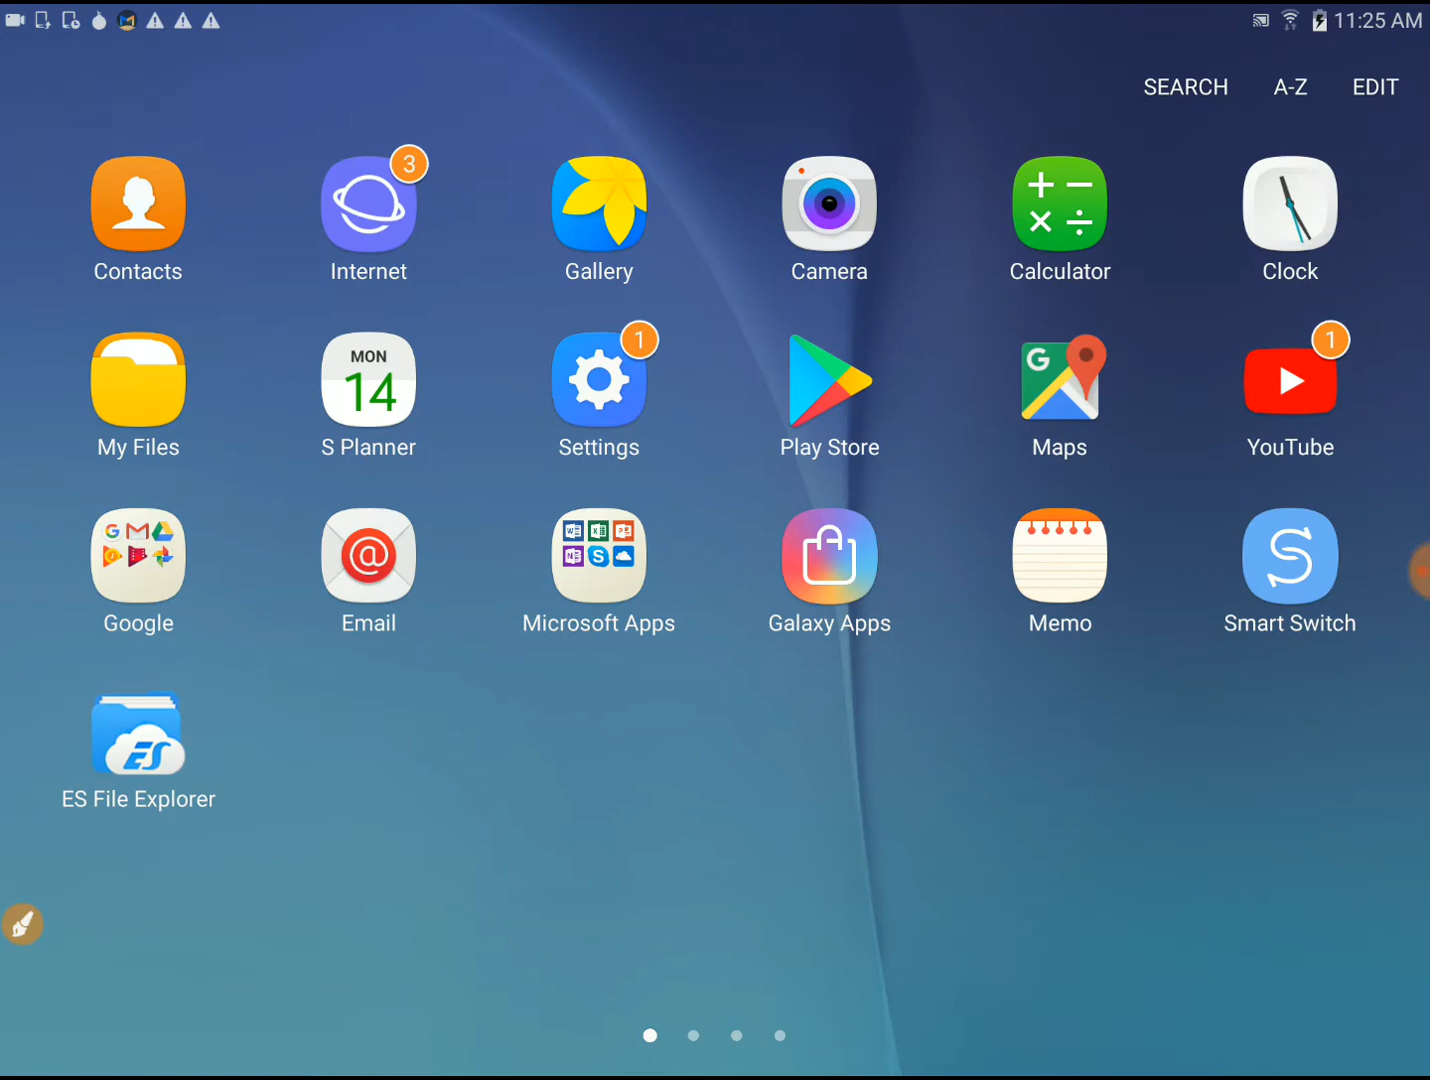 11:25 AM
SEARCH A-Z EDIT
3
Contacts Internet Gallery Camera Calculator Clock
MON
14
1
1
My Files S Planner Settings Play Store Maps YouTube
Google Email Microsoft Apps Galaxy Apps Memo Smart Switch
ES
ES File Explorer